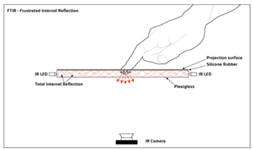 FTIR - Frustrated Internal Reflection
Projection surface
Silicone Rubber
IR LED
IR LED
Total Internal Reflection
Plexiglass
IR Camera